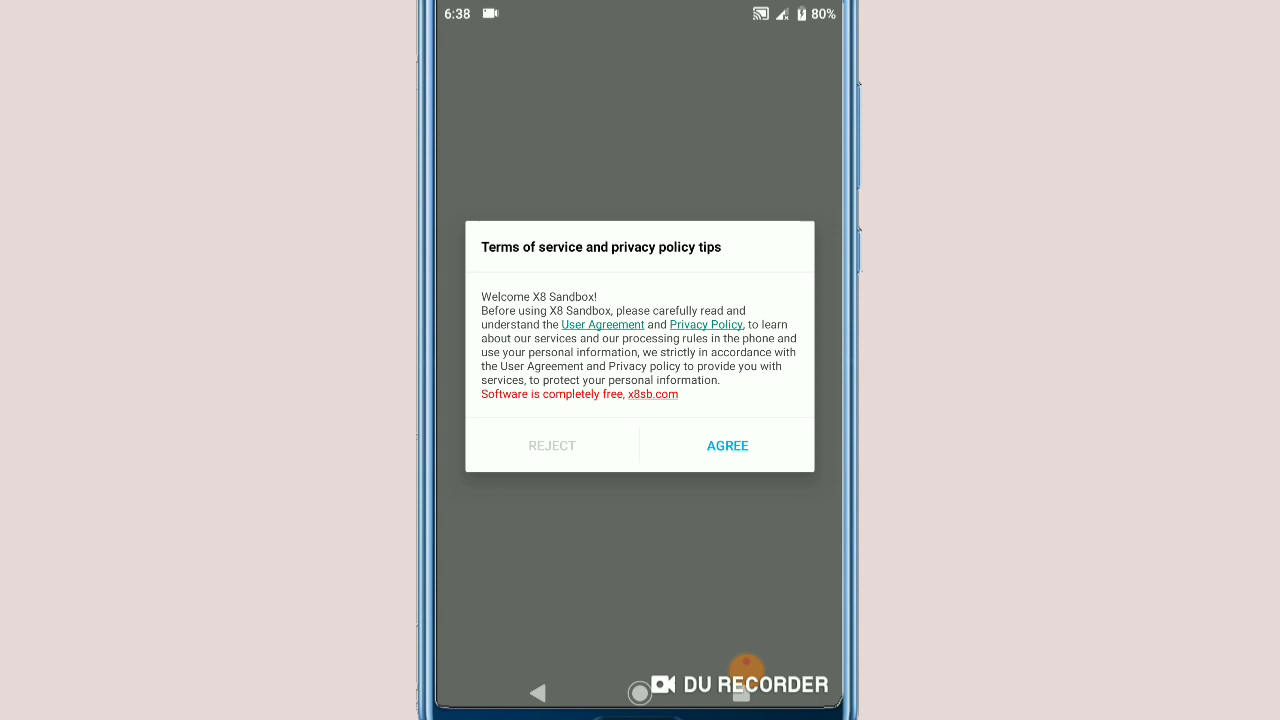 6:38
80%
Terms of service and privacy policy tips
Welcome X8 Sandbox!
Before using X8 Sandbox, please carefully read and
understand the User Agreement and Privacy Policy, to learn
about our services and our processing rules in the phone and
use your personal information, we strictly in accordance with
the User Agreement and Privacy policy to provide you with
services, to protect your personal information.
Software is completely free, x8sb.com
REJECT AGREE
DU RECORDER